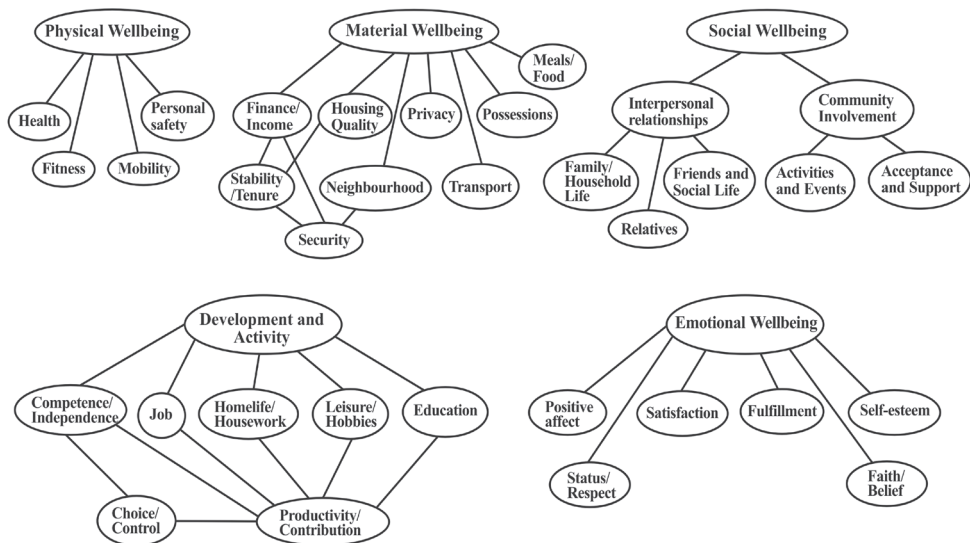 Physical Wellbeing
Health
Fitness
Mobility
Personal
safety
Material Wellbeing
Finance/
Income
Housing
Quality
Privacy
Possessions
Meals/
Food
Stability
/Tenure
Neighbourhood
Transport
Security
Social Wellbeing
Interpersonal
relationships
Community
Involvement
Family/
Household
Life
Relatives
Friends and
Social Life
Activities
and Events
Acceptance
and Support
Development and
Activity
Competence/
Independence
Job
Homelife/
Housework
Leisure/
Hobbies
Education
Choice/
Control
Productivity/
Contribution
Emotional Wellbeing
Positive
affect
Satisfaction
Fulfillment
Self-esteem
Status/
Respect
Faith/
Belief